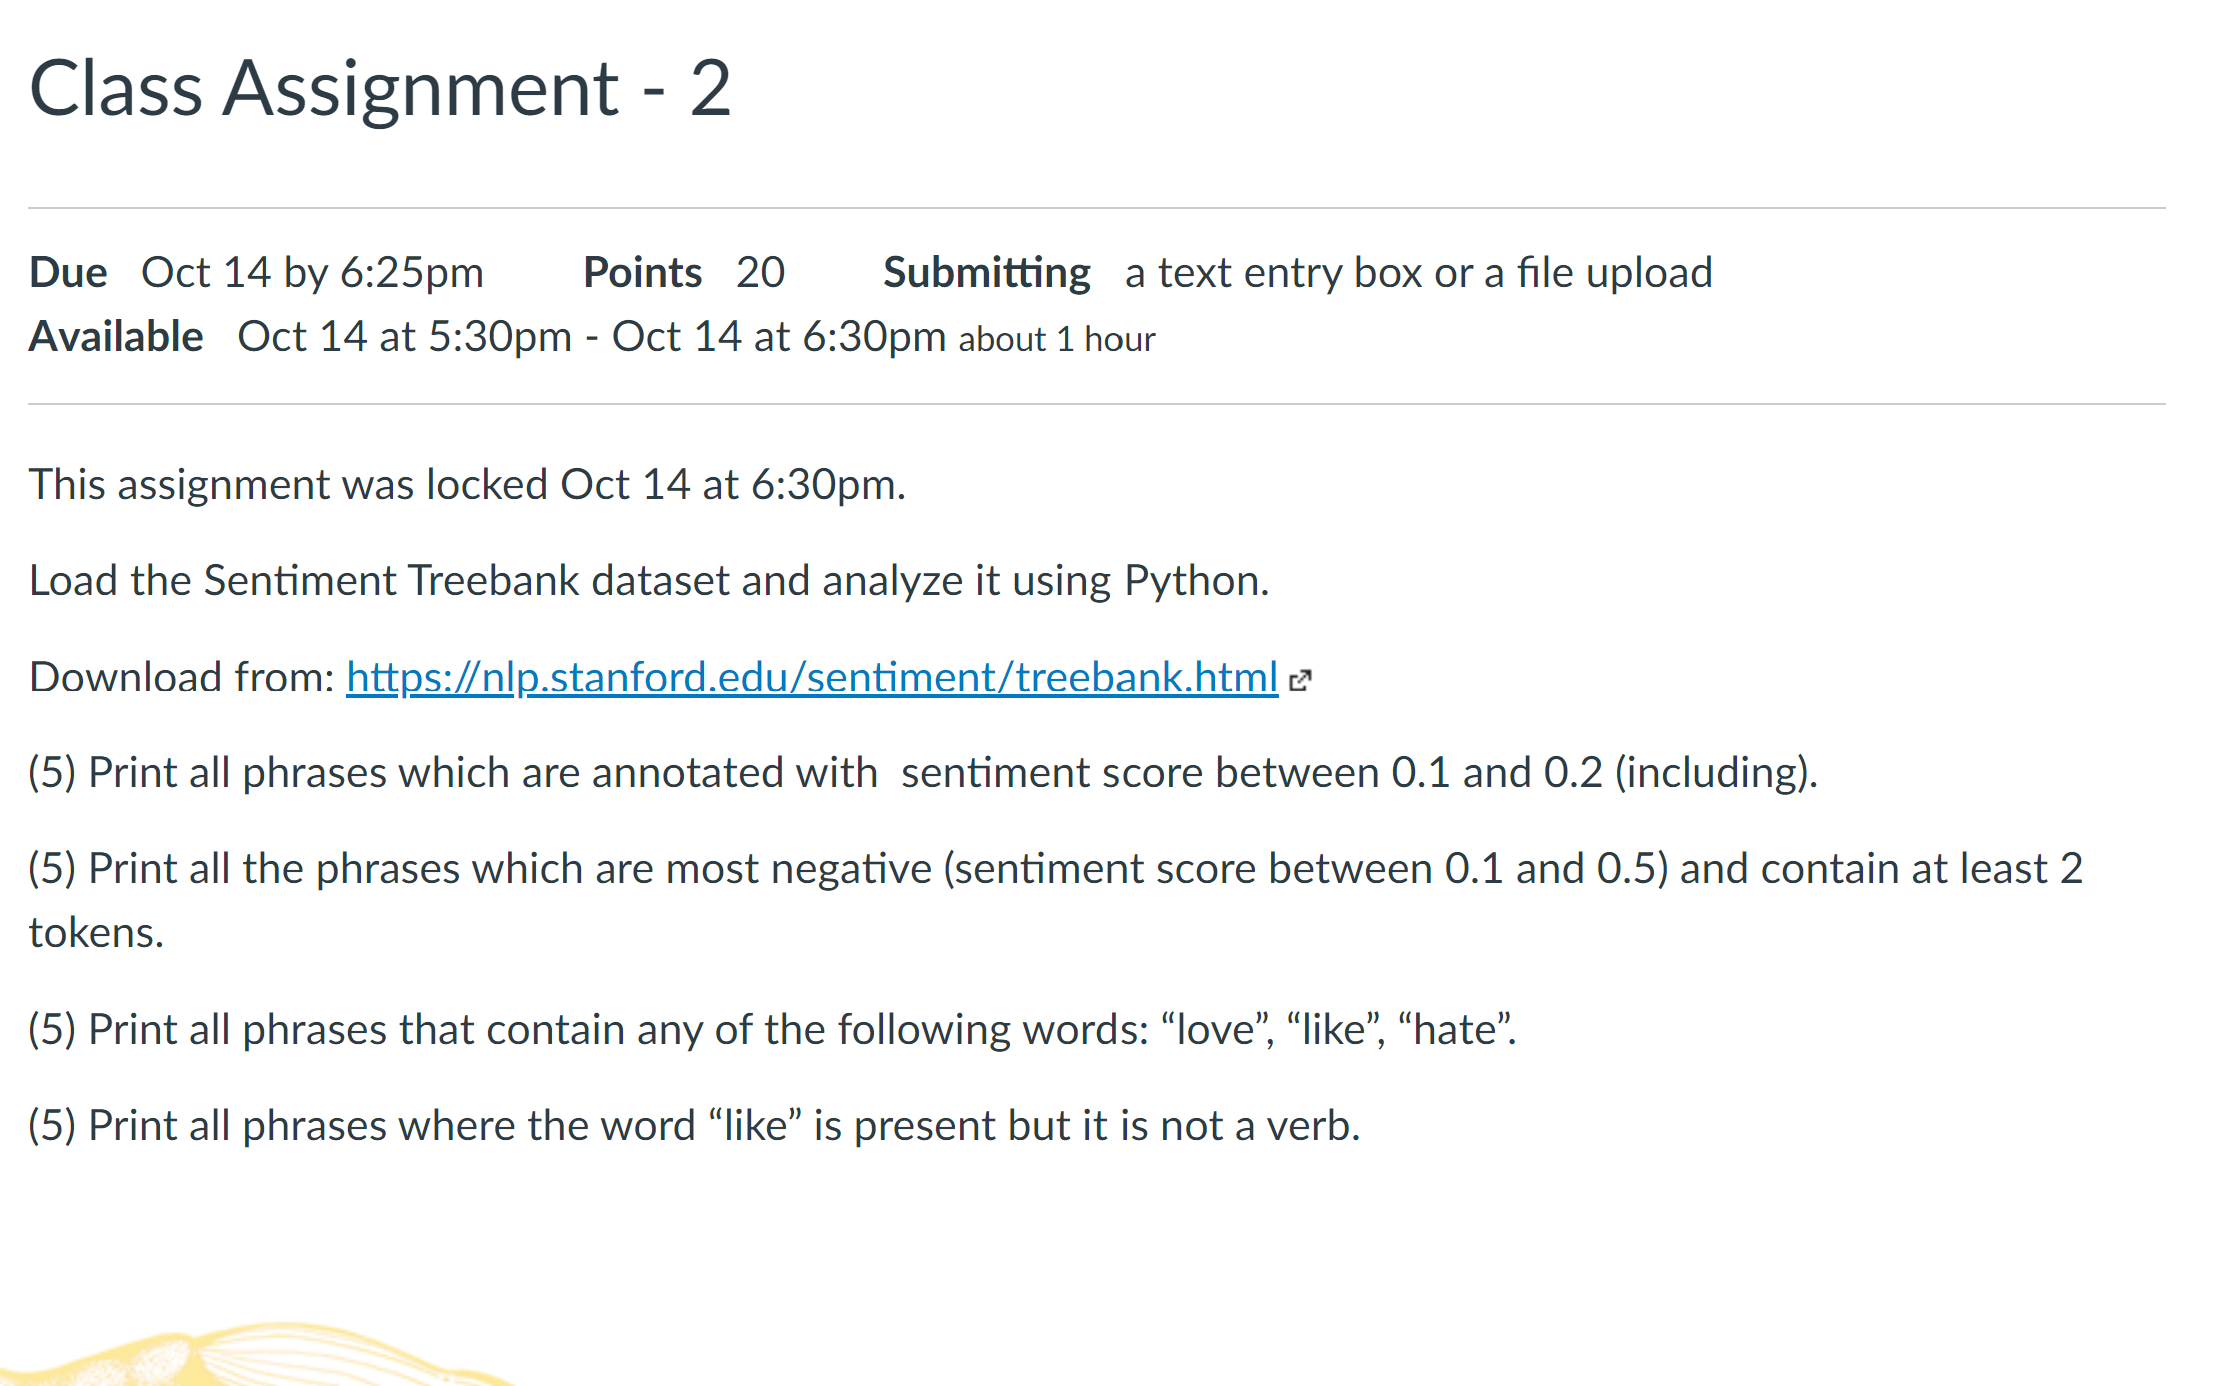 Class Assignment - 2
Due Oct 14 by 6:25pm Points 20 Submitting a text entry box or a file upload
Available Oct 14 at 5:30pm - Oct 14 at 6:30pm about 1 hour
This assignment was locked Oct 14 at 6:30pm.
Load the Sentiment Treebank dataset and analyze it using Python.
Download from: https://nlp.stanford.edu/sentiment/treebank.html
(5) Print all phrases which are annotated with  sentiment score between 0.1 and 0.2 (including).
(5) Print all the phrases which are most negative (sentiment score between 0.1 and 0.5) and contain at least 2
tokens.
(5) Print all phrases that contain any of the following words: “love”, “like”, “hate”.
(5) Print all phrases where the word “like” is present but it is not a verb.